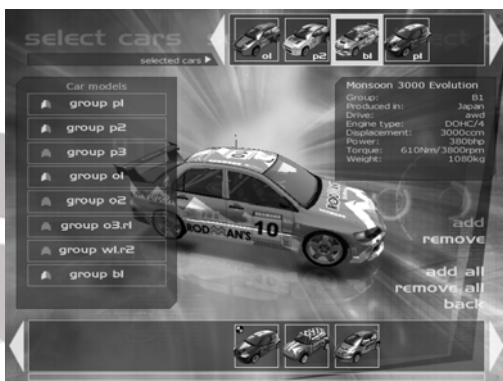 select cars
selected cars
o1
p2
b1
p1
Car models
group p1
group p2
group p3
group o1
group o2
group o3.r1
group w1.r2
group b1
Monsoon 3000 Evolution
Group: B1
Produced in: Japan
Drive: awd
Engine type: DOHC/4
Displacement: 3000ccm
Power: 380bhp
Torque: 610Nm/3800rpm
Weight: 1080kg
RODMAN'S
10
add
remove
add all
remove all
back